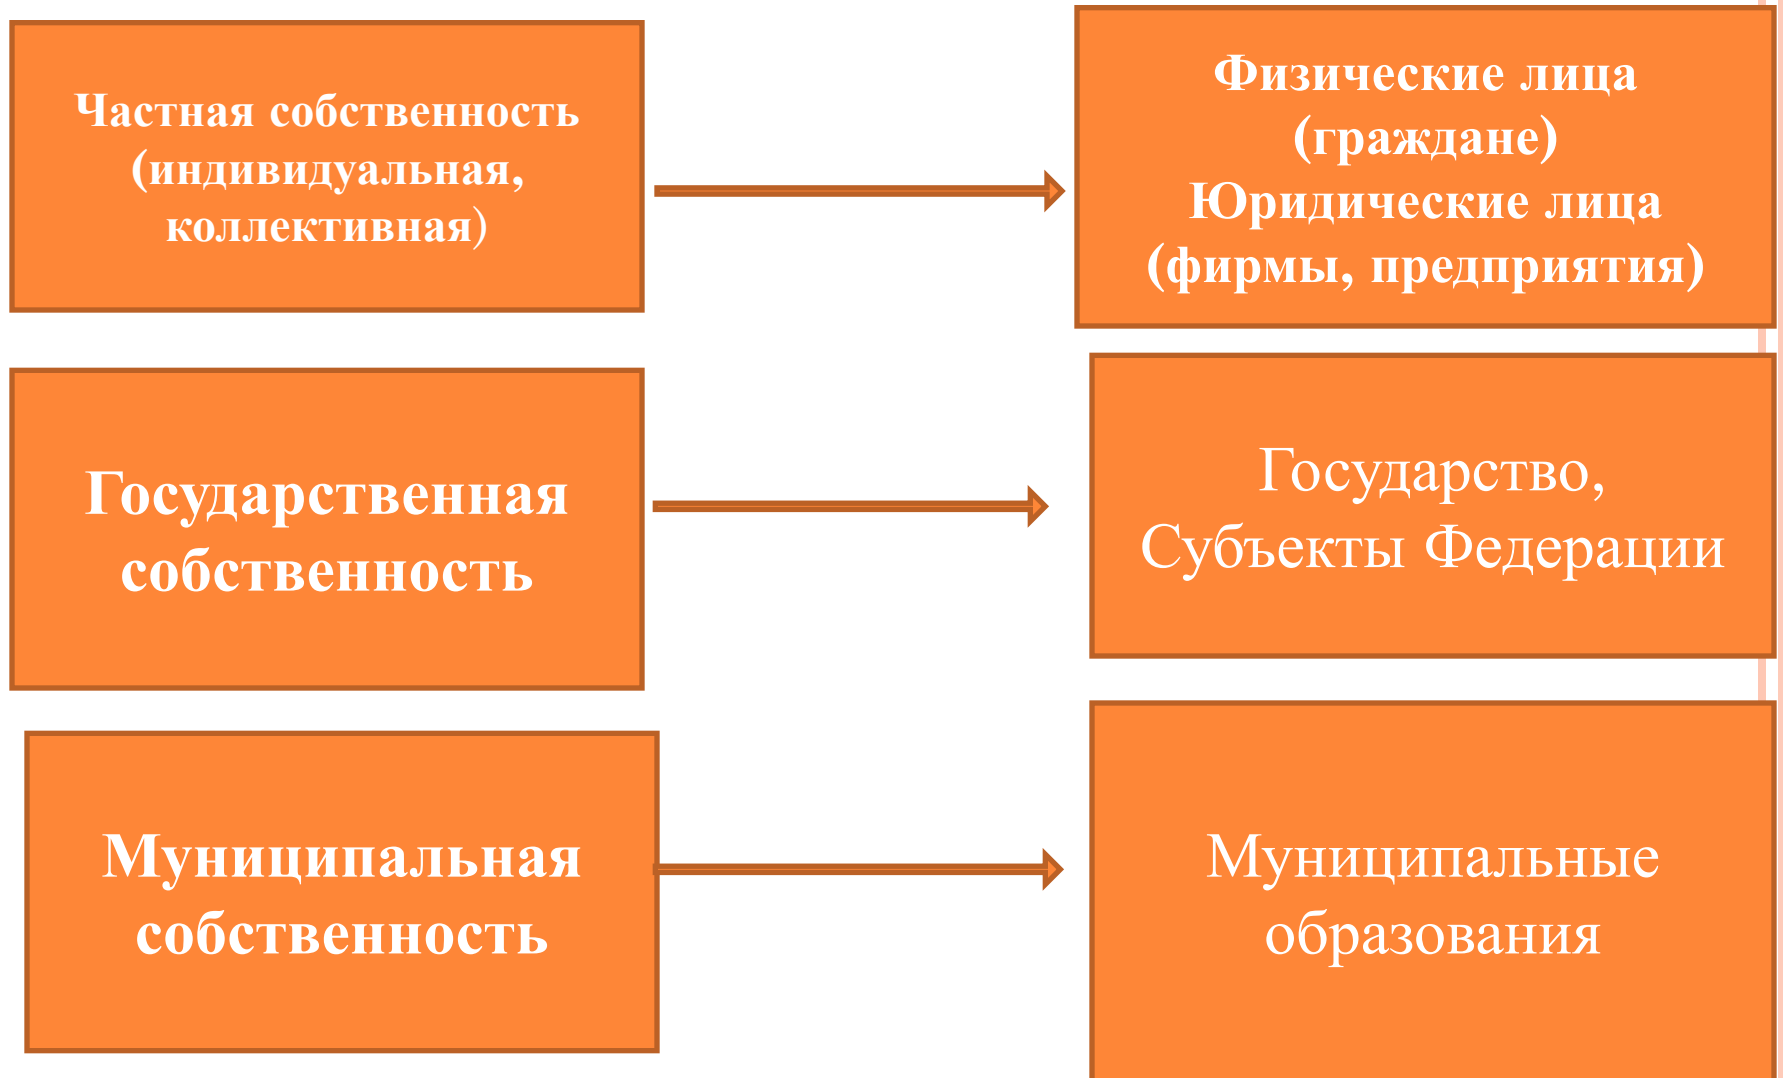 Частная собственность
(индивидуальная,
коллективная)
Физические лица
(граждане)
Юридические лица
(фирмы, предприятия)
Государственная
собственность
Государство,
Субъекты Федерации
Муниципальная
собственность
Муниципальные
образования